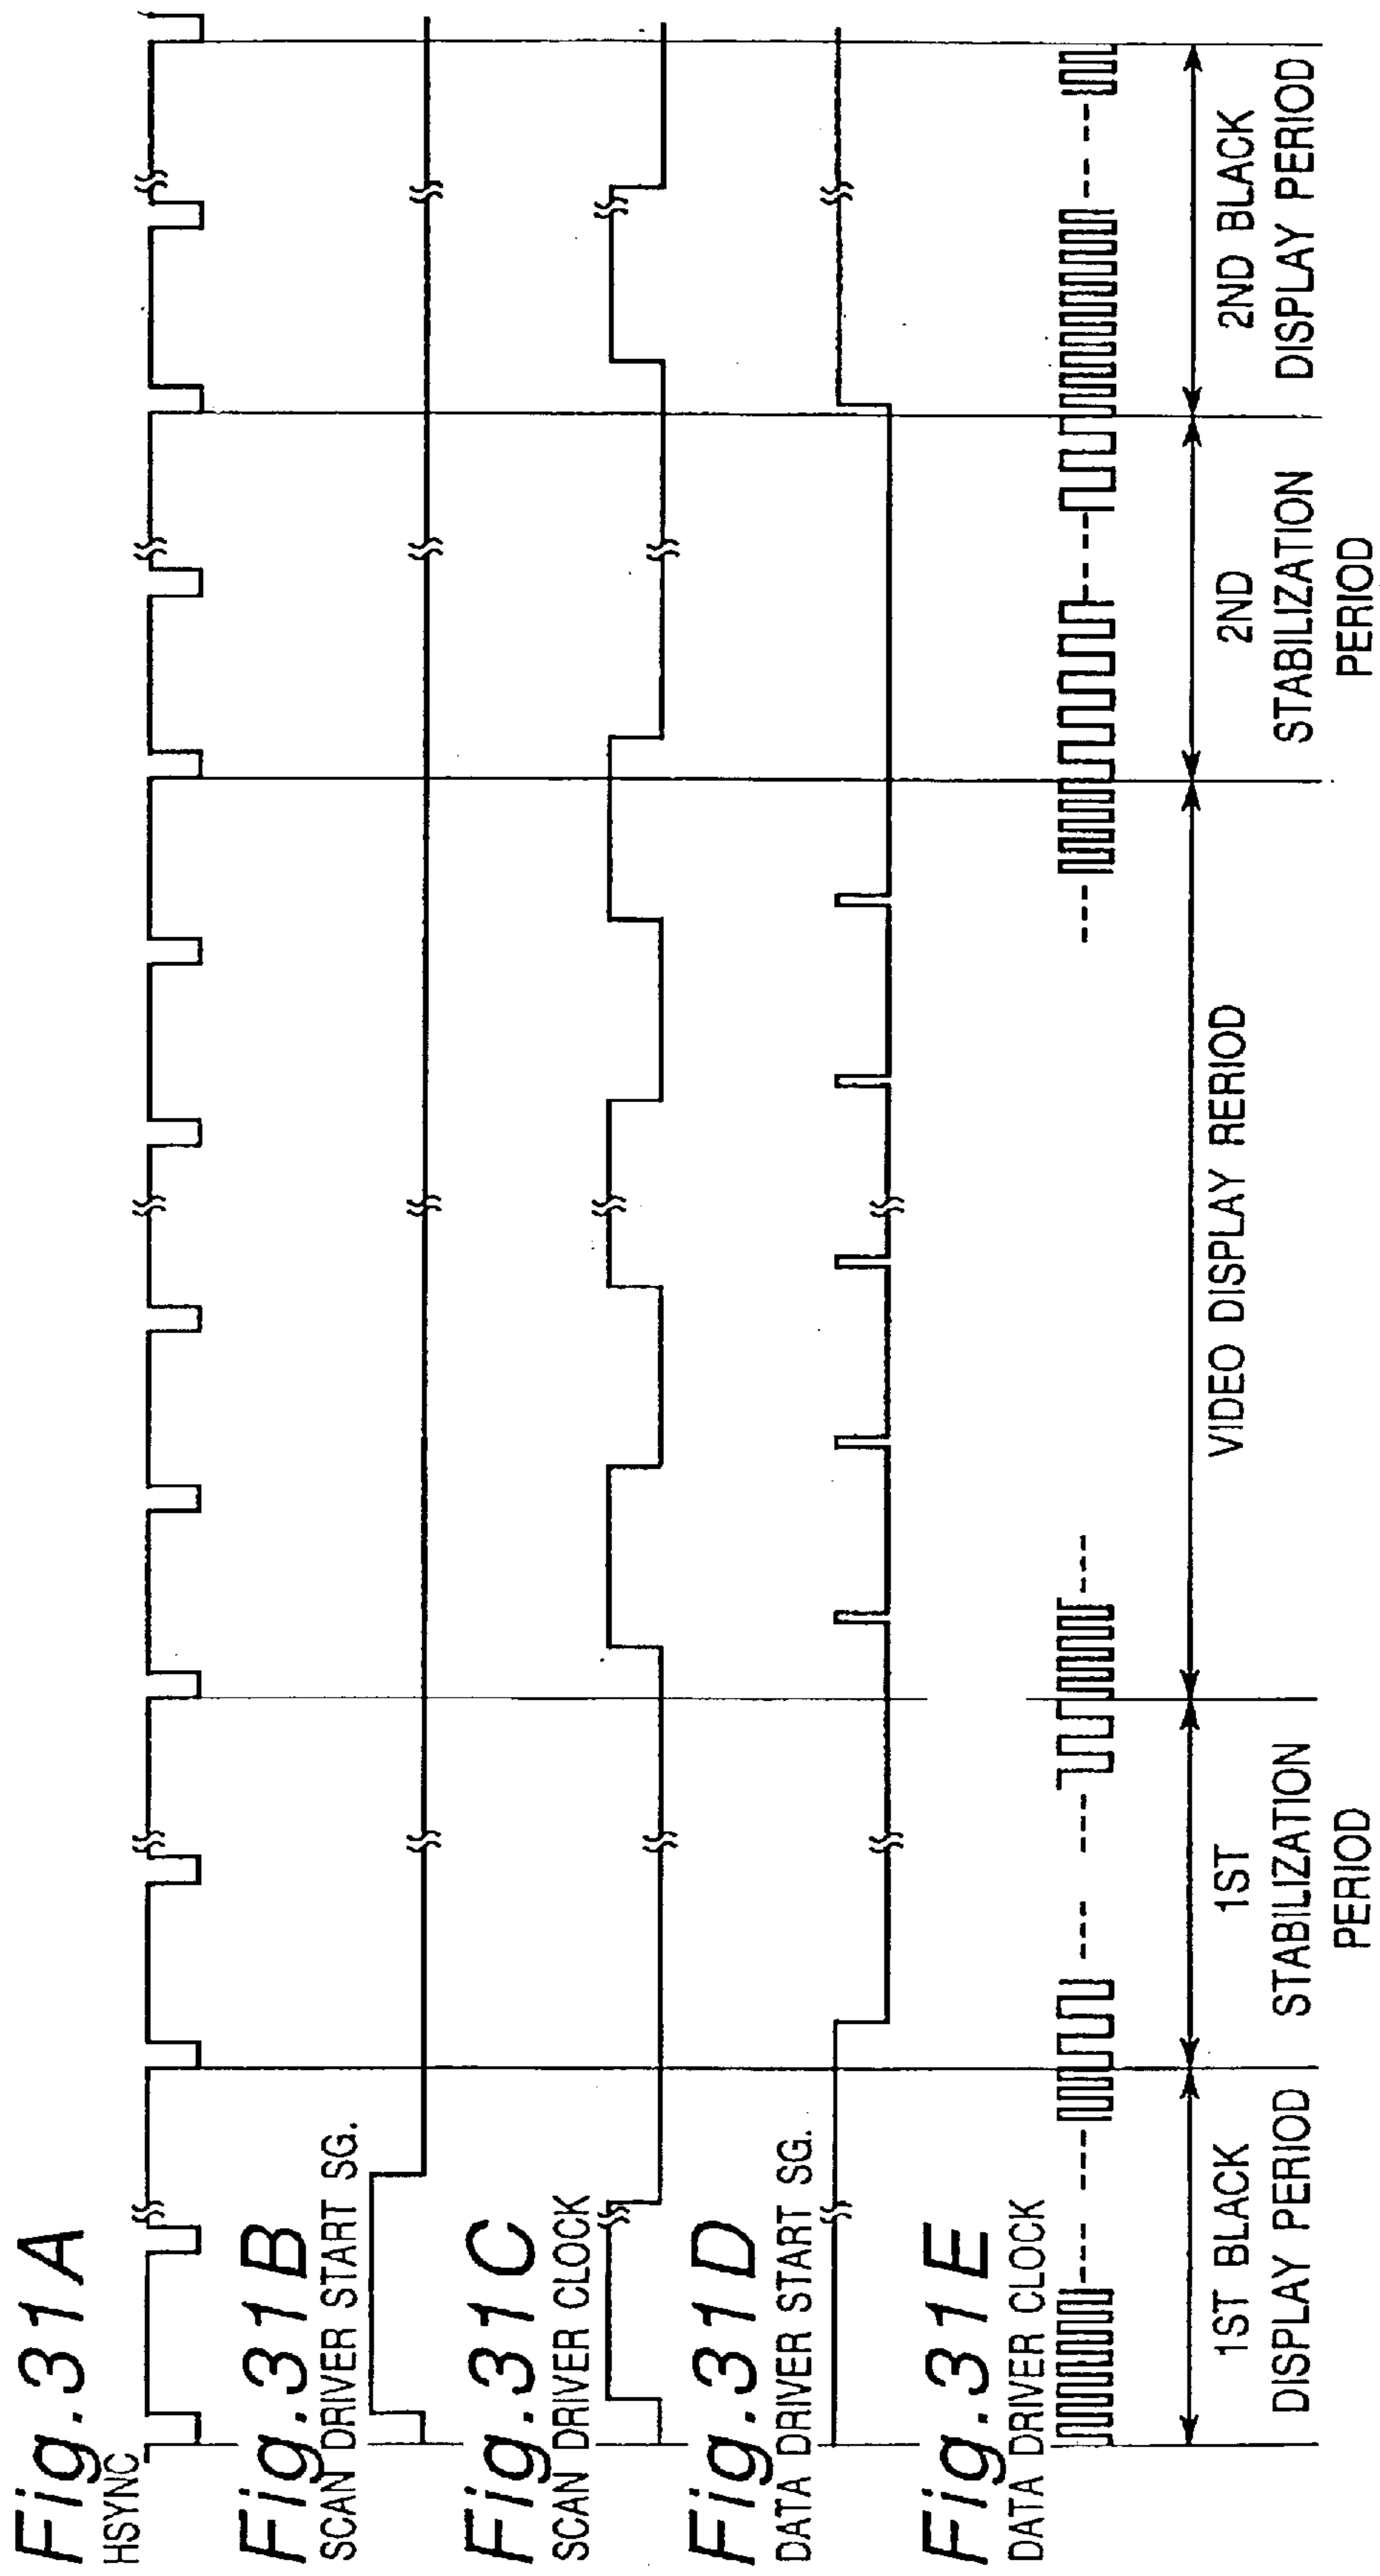 Fig.31A
HSYNC
Fig.31B
SCAN DRIVER START SG.
Fig.31C
SCAN DRIVER CLOCK
Fig.31D
DATA DRIVER START SG.
Fig.31E
DATA DRIVER CLOCK
1ST BLACK
DISPLAY PERIOD
1ST
STABILIZATION
PERIOD
VIDEO DISPLAY RERIOD
2ND
STABILIZATION
PERIOD
2ND BLACK
DISPLAY PERIOD